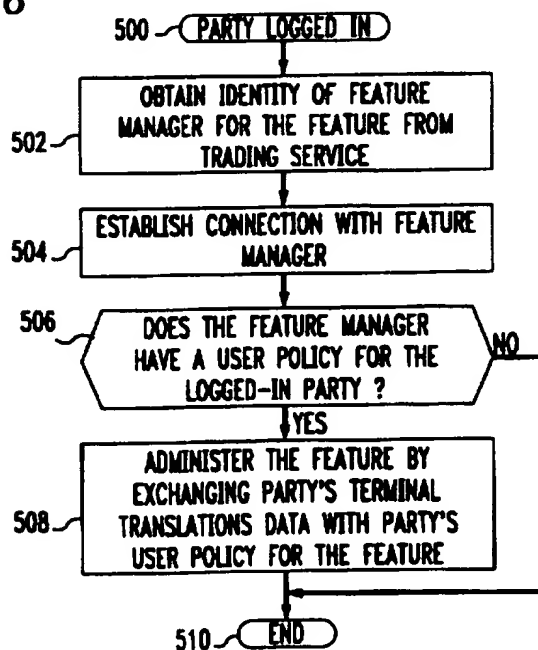 500 PARTY LOGGED IN
OBTAIN IDENTITY OF FEATURE
MANAGER FOR THE FEATURE FROM
TRADING SERVICE
502
ESTABLISH CONNECTION WITH FEATURE
MANAGER
504
506
DOES THE FEATURE MANAGER
HAVE A USER POLICY FOR THE
LOGGED-IN PARTY ?
NO
YES
ADMINISTER THE FEATURE BY
EXCHANGING PARTY'S TERMINAL
TRANSLATIONS DATA WITH PARTY'S
USER POLICY FOR THE FEATURE
508
510 END